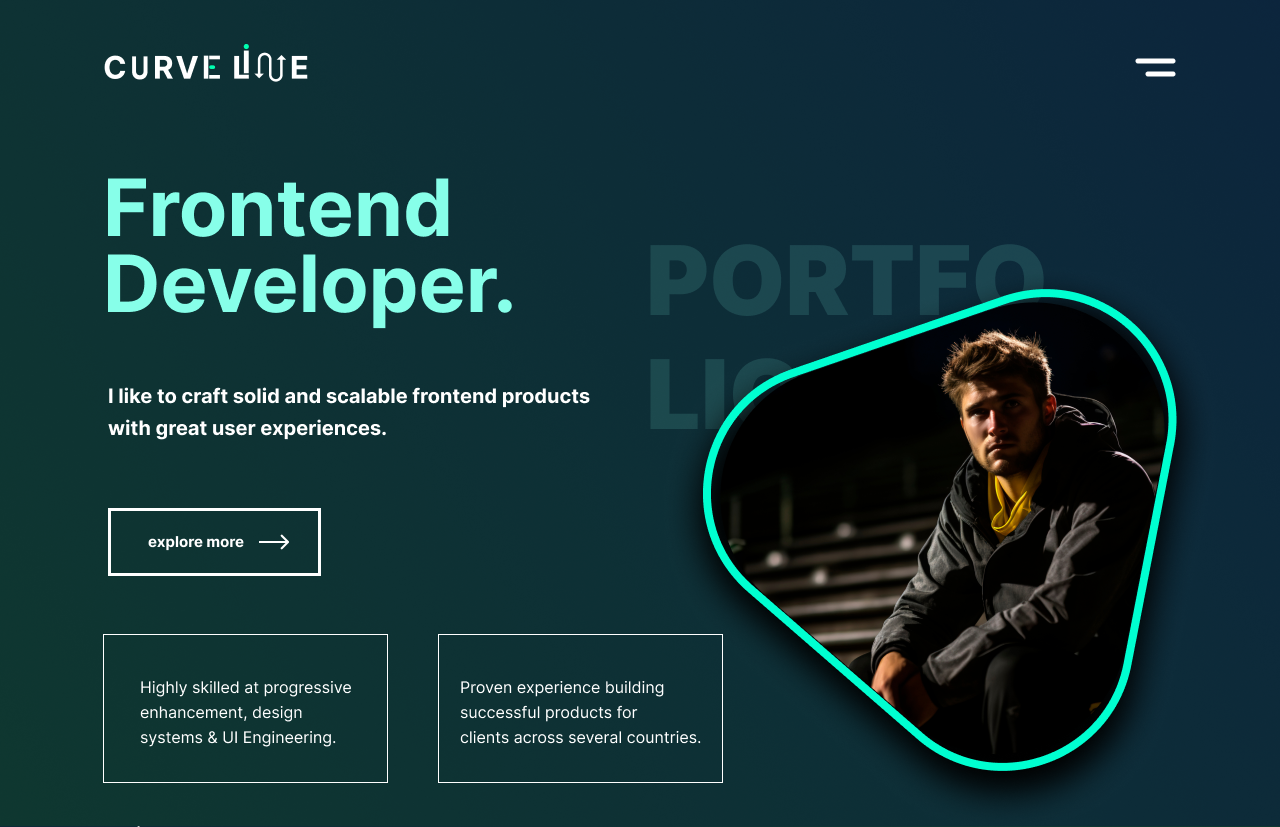 CURVE LINE
Frontend
Developer.
PORTFO
LIO
I like to craft solid and scalable frontend products
with great user experiences.
explore more
Highly skilled at progressive
enhancement, design
systems & UI Engineering.
Proven experience building
successful products for
clients across several countries.